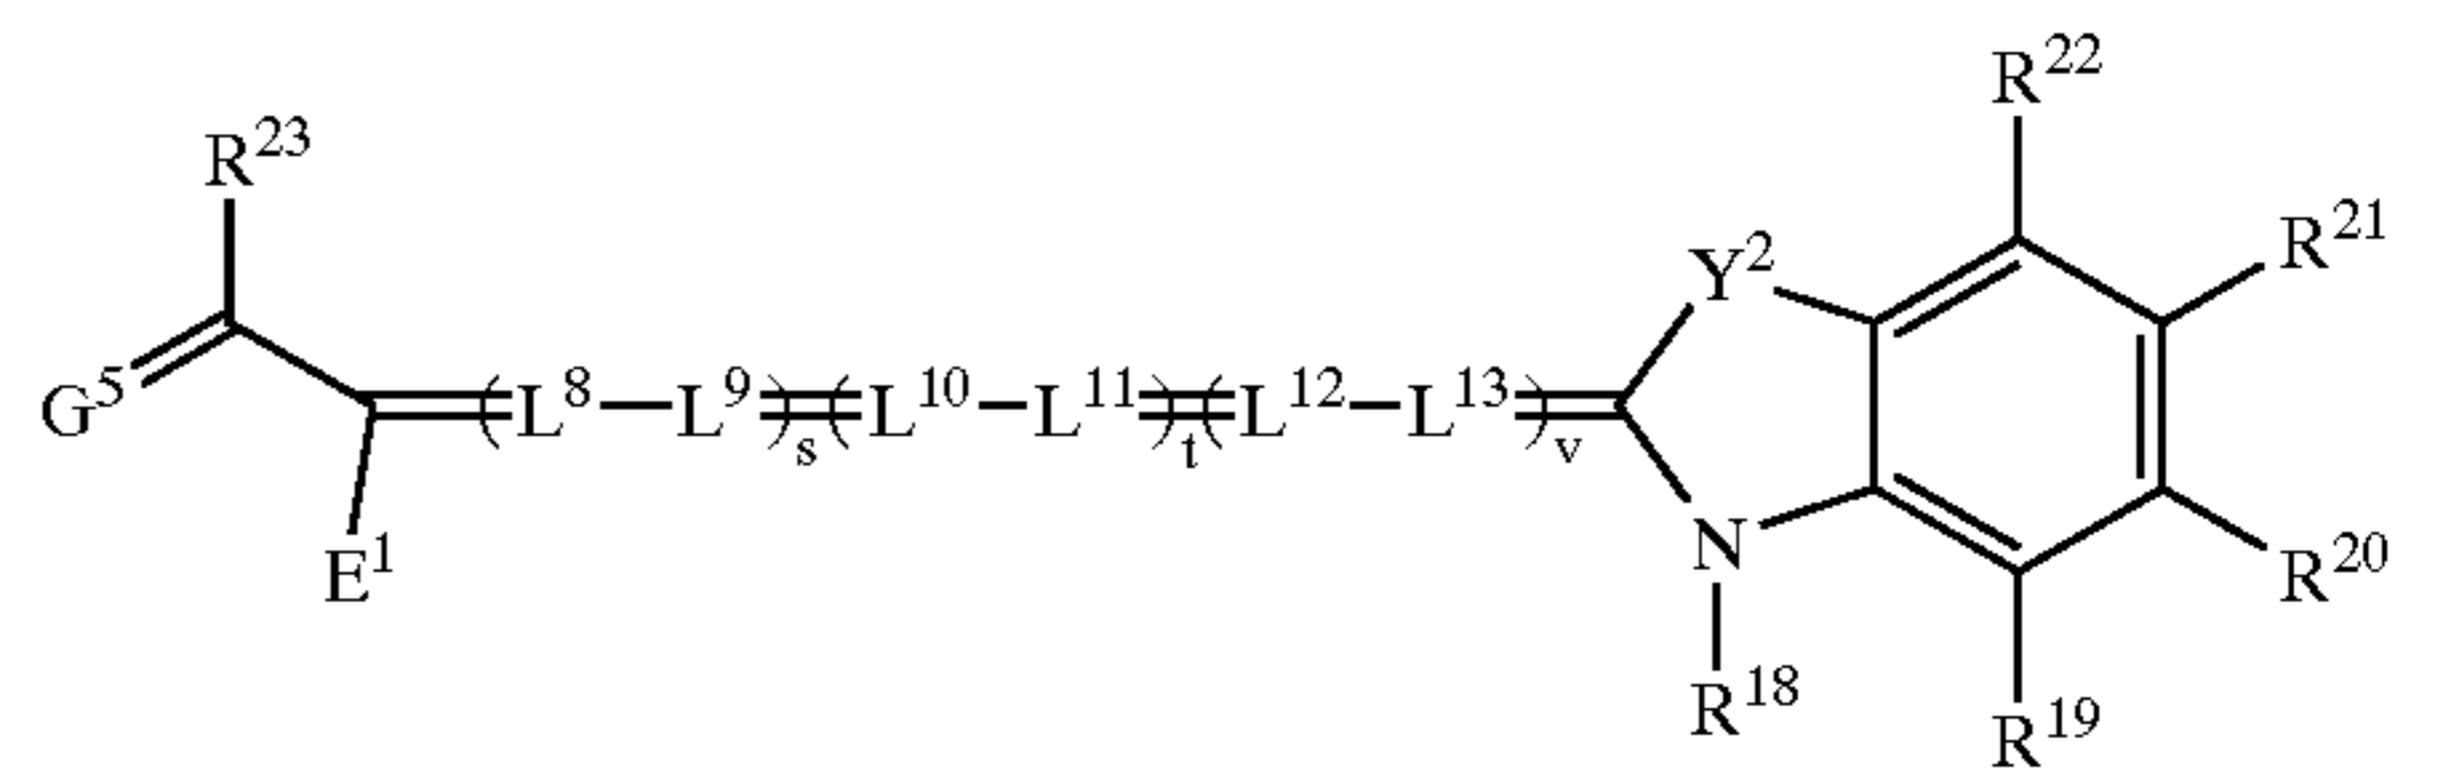 R²²
R²³
R²¹
Y²
G⁵ (L⁸ L⁹)s (L¹⁰ L¹¹)t (L¹² L¹³)v
E¹
N
R²⁰
R¹⁸
R¹⁹